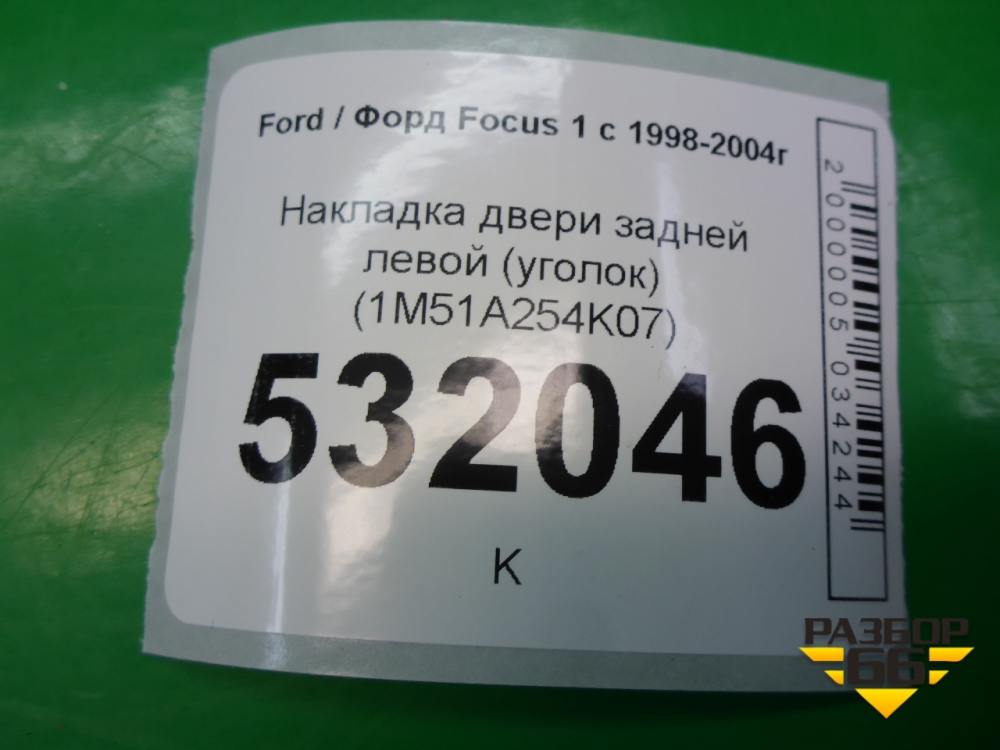 Ford / Форд Focus 1 с 1998-2004г
Накладка двери задней
левой (уголок)
(1M51A254K07)
532046
К
2000005034244
РАЗБОР
66